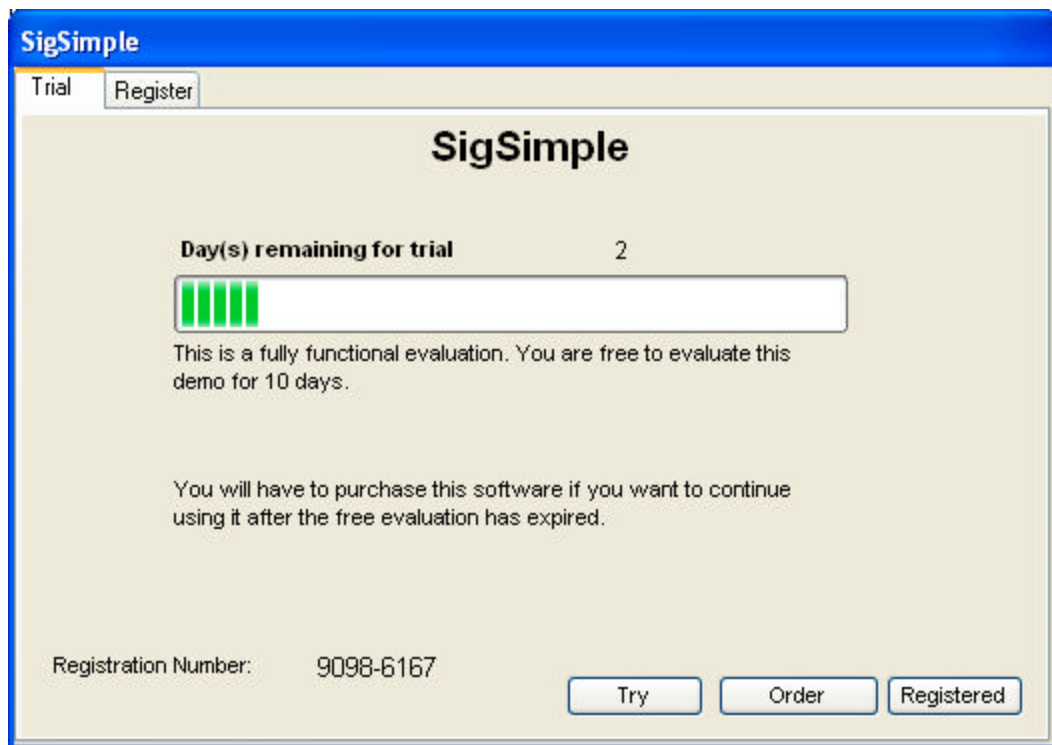 SigSimple
Trial
Register
SigSimple
Day(s) remaining for trial 2
This is a fully functional evaluation. You are free to evaluate this
demo for 10 days.
You will have to purchase this software if you want to continue
using it after the free evaluation has expired.
Registration Number: 9098-6167
Try Order Registered